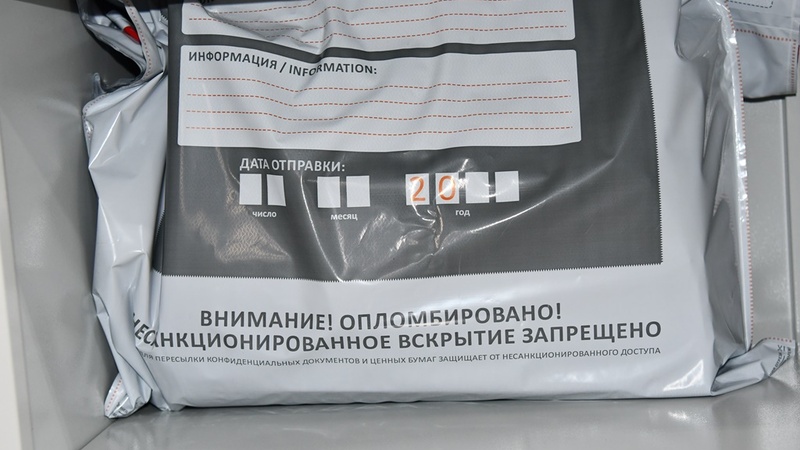 ИНФОРМАЦИЯ / INFORMATION:
ДАТА ОТПРАВКИ:
20
число месяц год
ВНИМАНИЕ! ОПЛОМБИРОВАНО!
НЕСАНКЦИОНИРОВАННОЕ ВСКРЫТИЕ ЗАПРЕЩЕНО
ДЛЯ ПЕРЕСЫЛКИ КОНФИДЕНЦИАЛЬНЫХ ДОКУМЕНТОВ И ЦЕННЫХ БУМАГ ЗАЩИЩАЕТ ОТ НЕСАНКЦИОНИРОВАННОГО ДОСТУПА